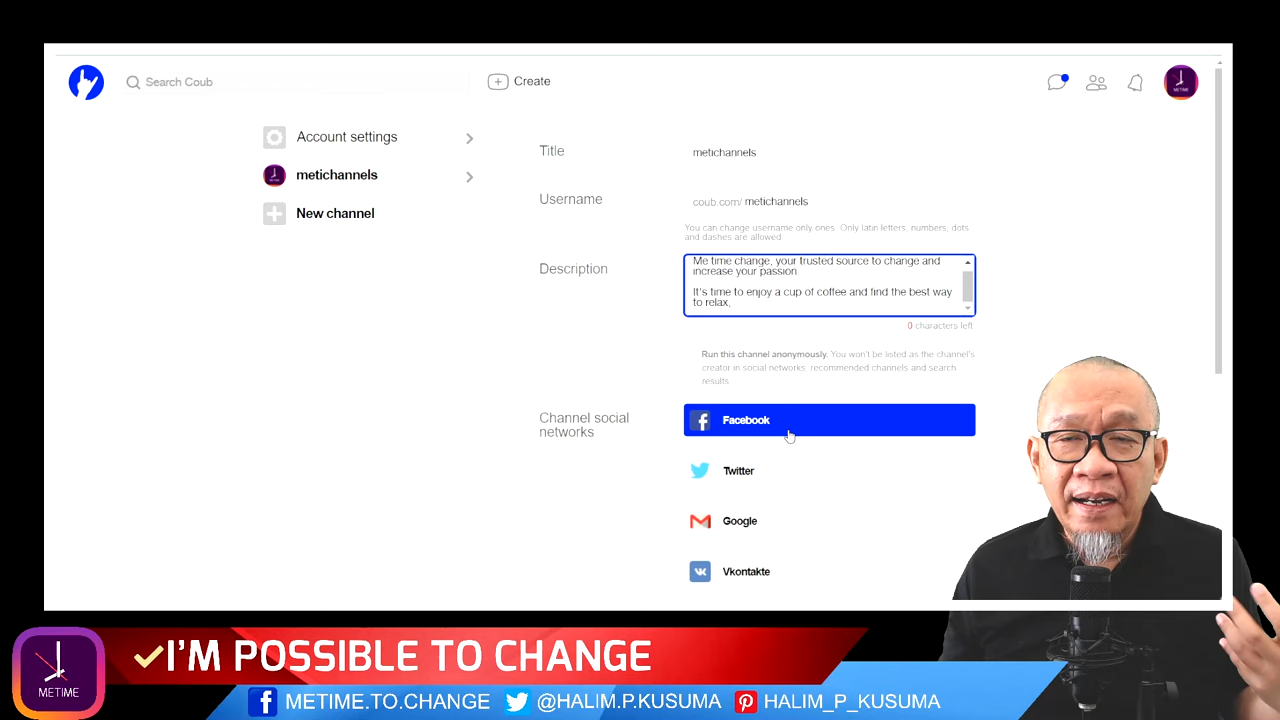 Search Coub
Create
METIME
Account settings
metichannels
New channel
Title
metichannels
Username
coub.com/ metichannels
You can change username only ones. Only latin letters, numbers, dots
and dashes are allowed
Description
Me time change, your trusted source to change and
increase your passion
It's time to enjoy a cup of coffee and find the best way
to relax,
0 characters left
Run this channel anonymously. You won't be listed as the channel's
creator in social networks, recommended channels and search
results
Channel social
networks
Facebook
Twitter
Google
Vkontakte
METIME
I'M POSSIBLE TO CHANGE
METIME.TO.CHANGE
@HALIM.P.KUSUMA
HALIM_P_KUSUMA